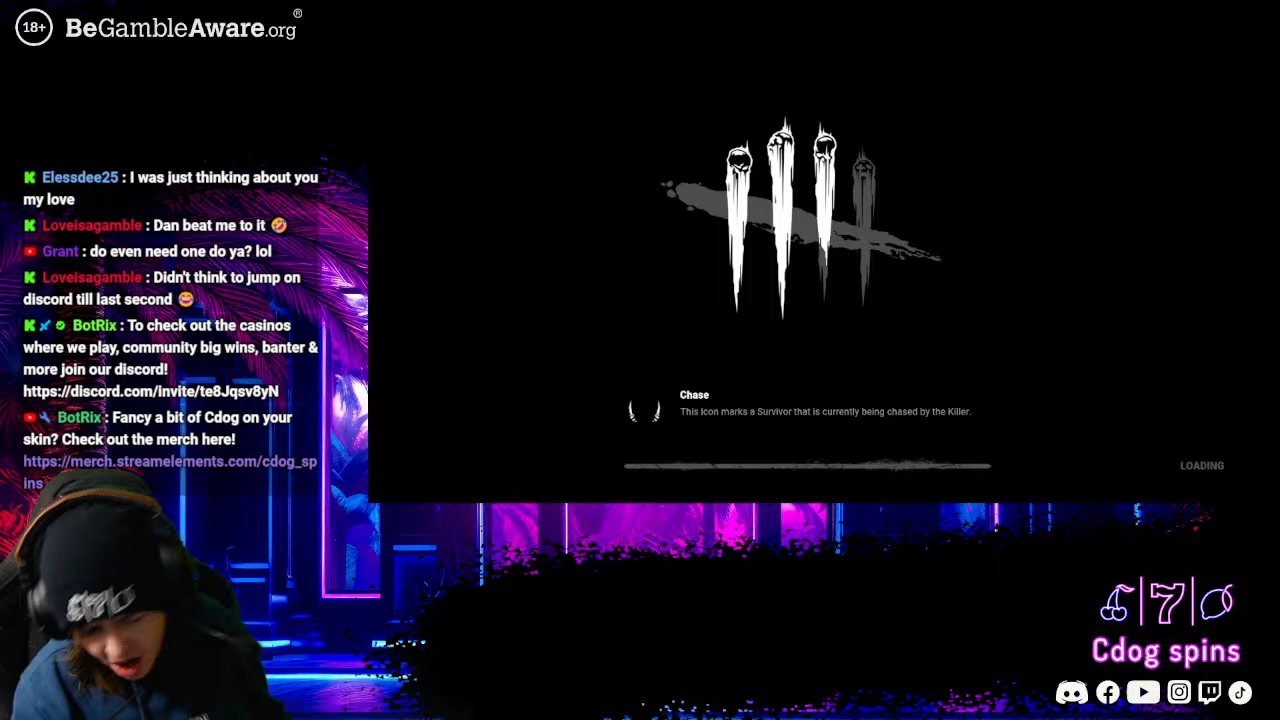 18+ BeGambleAware.org®
Elessdee25 : I was just thinking about you
my love
Loveisagamble : Dan beat me to it 🤣
Grant : do even need one do ya? lol
Loveisagamble : Didn't think to jump on
discord till last second 😂
BotRix : To check out the casinos
where we play, community big wins, banter &
more join our discord!
https://discord.com/invite/te8Jqsv8yN
BotRix : Fancy a bit of Cdog on your
skin? Check out the merch here!
https://merch.streamelements.com/cdog_sp
ins
Chase
This icon marks a Survivor that is currently being chased by the Killer.
LOADING
7
Cdog spins